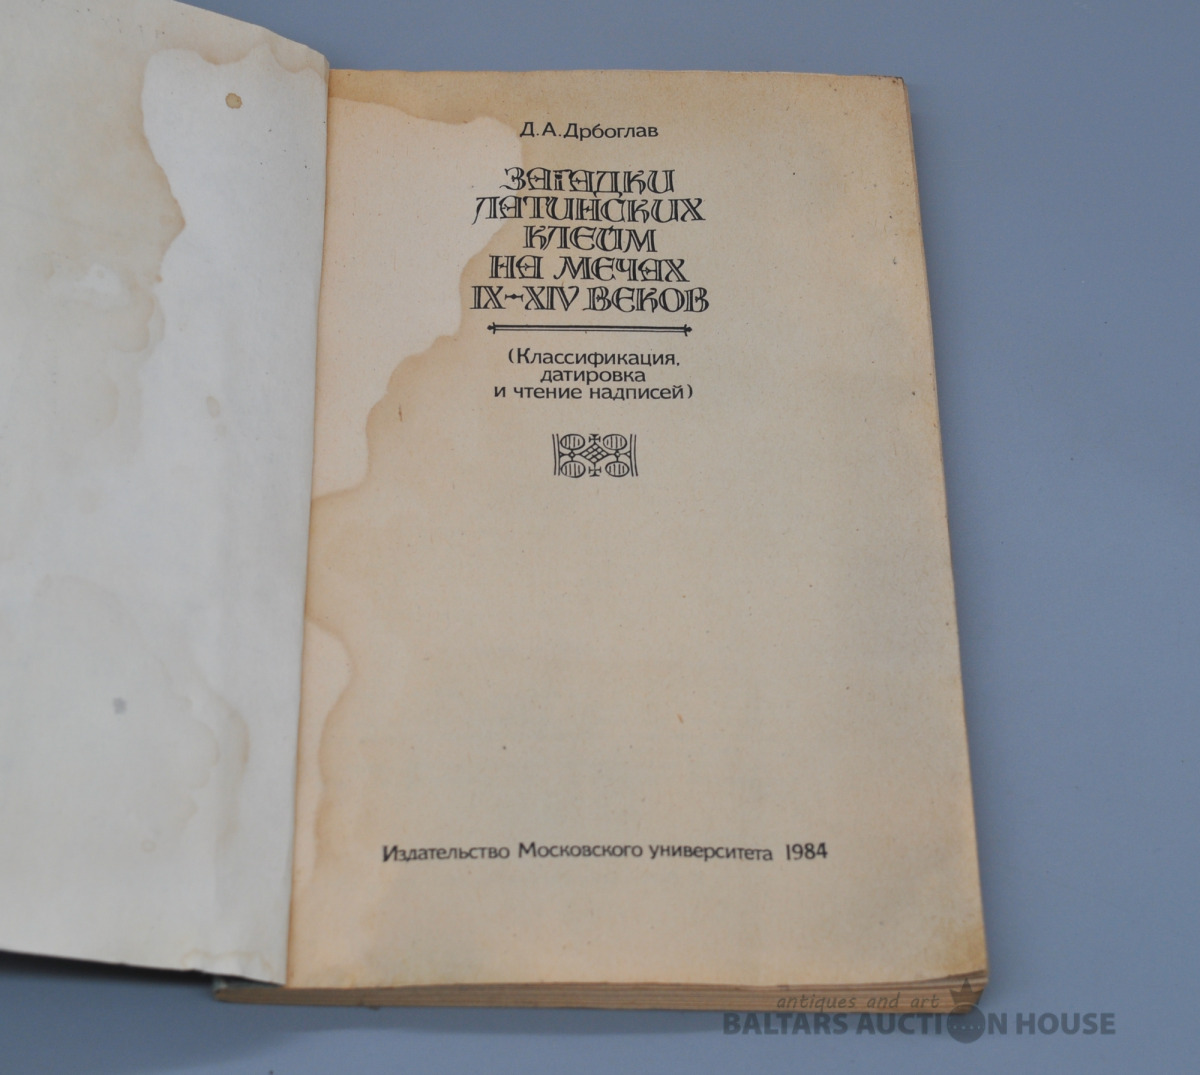 Д.А.Дрбоглав
ЗАГАДКИ
ЛАТИНСКИХ
КЛЕЙМ
НА МЕЧАХ
IX–XIV ВЕКОВ
(Классификация,
датировка
и чтение надписей)
Издательство Московского университета 1984
antiques and art
BALTARS AUCTION HOUSE